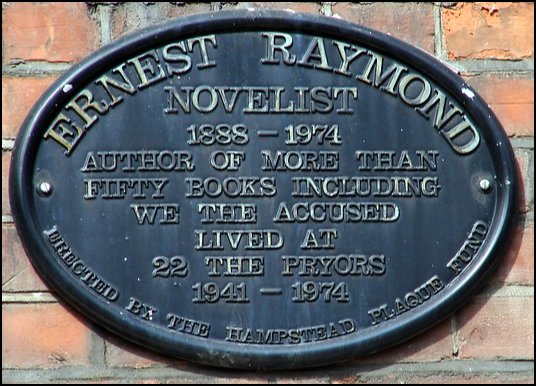 ERNEST RAYMOND
NOVELIST
1888 – 1974
AUTHOR OF MORE THAN
FIFTY BOOKS INCLUDING
WE THE ACCUSED
LIVED AT
22 THE PRYORS
1941 – 1974
ERECTED BY THE HAMPSTEAD PLAQUE FUND